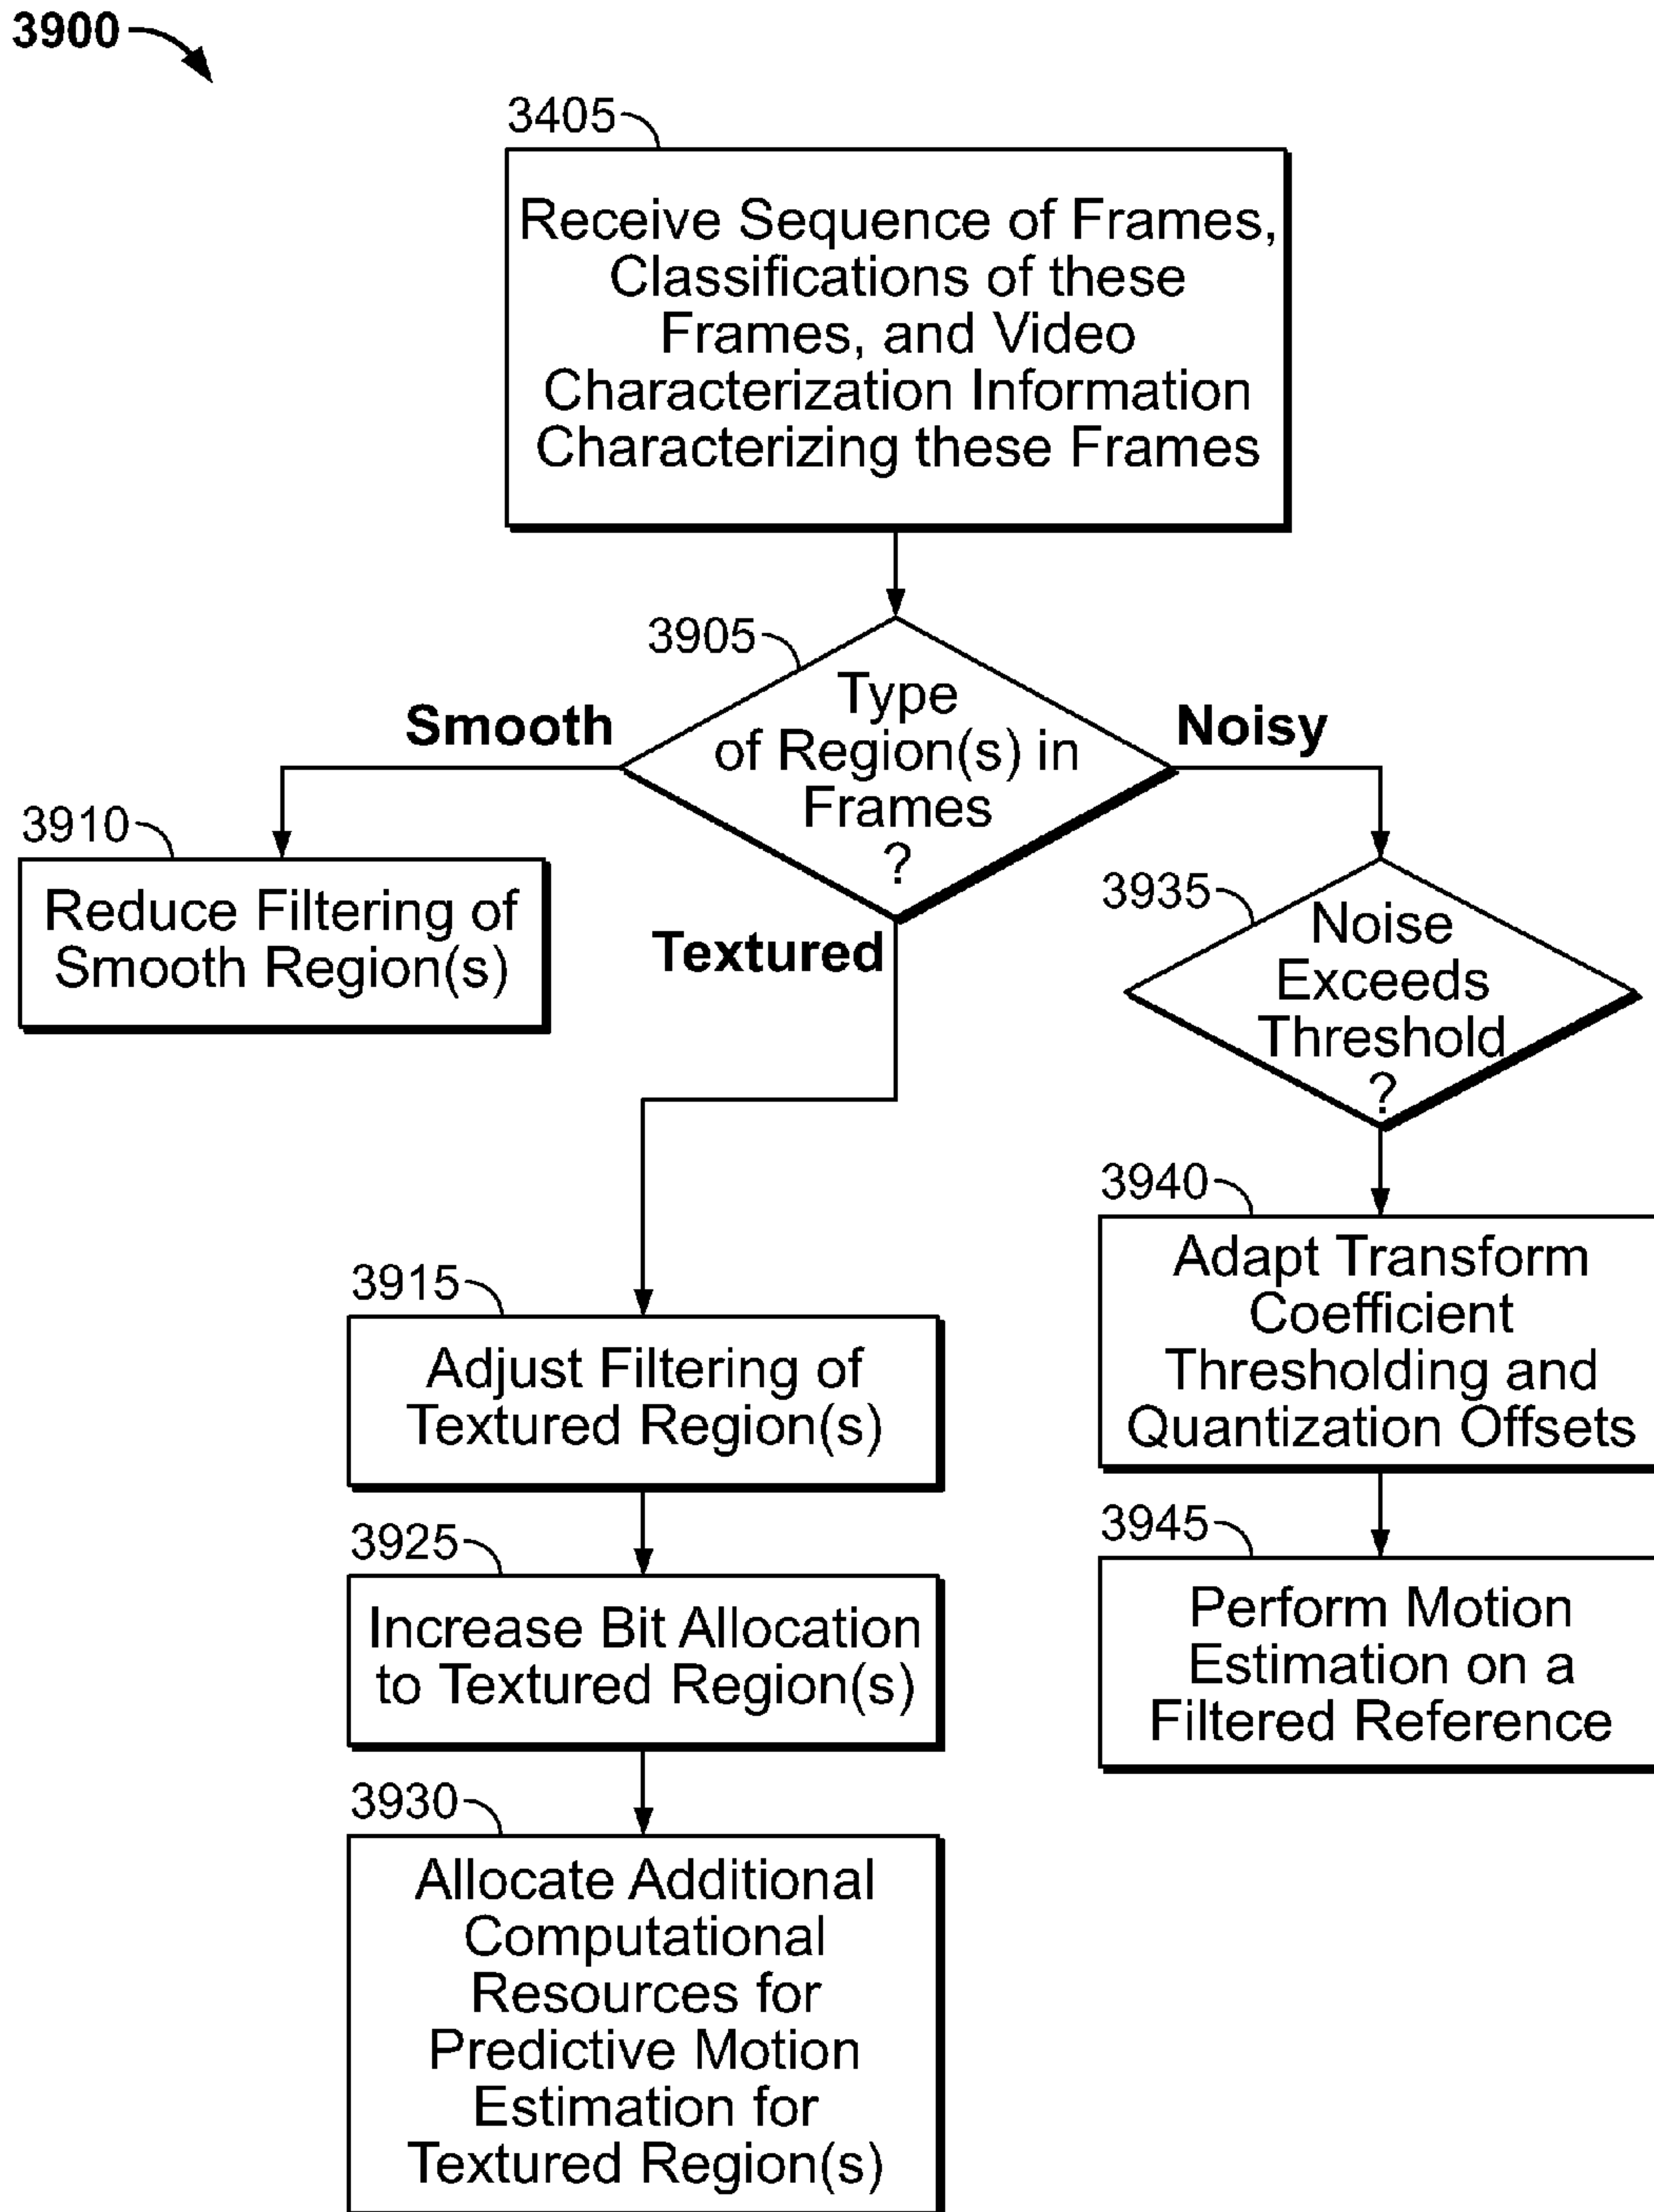 3900
3405
Receive Sequence of Frames,
Classifications of these
Frames, and Video
Characterization Information
Characterizing these Frames
3905
Type
of Region(s) in
Frames
?
Smooth
Noisy
Textured
3910
Reduce Filtering of
Smooth Region(s)
3935
Noise
Exceeds
Threshold
?
3915
Adjust Filtering of
Textured Region(s)
3925
Increase Bit Allocation
to Textured Region(s)
3930
Allocate Additional
Computational
Resources for
Predictive Motion
Estimation for
Textured Region(s)
3940
Adapt Transform
Coefficient
Thresholding and
Quantization Offsets
3945
Perform Motion
Estimation on a
Filtered Reference